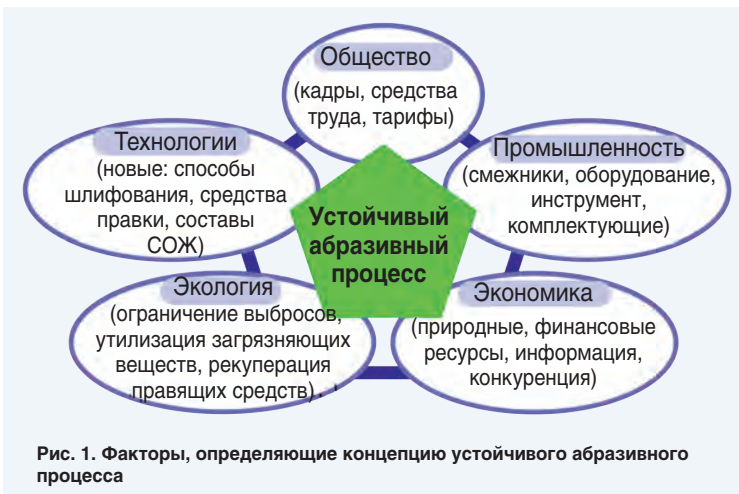 Общество
(кадры, средства
труда, тарифы)
Технологии
(новые: способы
шлифования, средства
правки, составы
СОЖ)
Промышленность
(смежники, оборудование,
инструмент,
комплектующие)
Устойчивый
абразивный
процесс
Экология
(ограничение выбросов,
утилизация загрязняющих
веществ, рекуперация
правящих средств)
Экономика
(природные, финансовые
ресурсы, информация,
конкуренция)
Рис. 1. Факторы, определяющие концепцию устойчивого абразивного
процесса